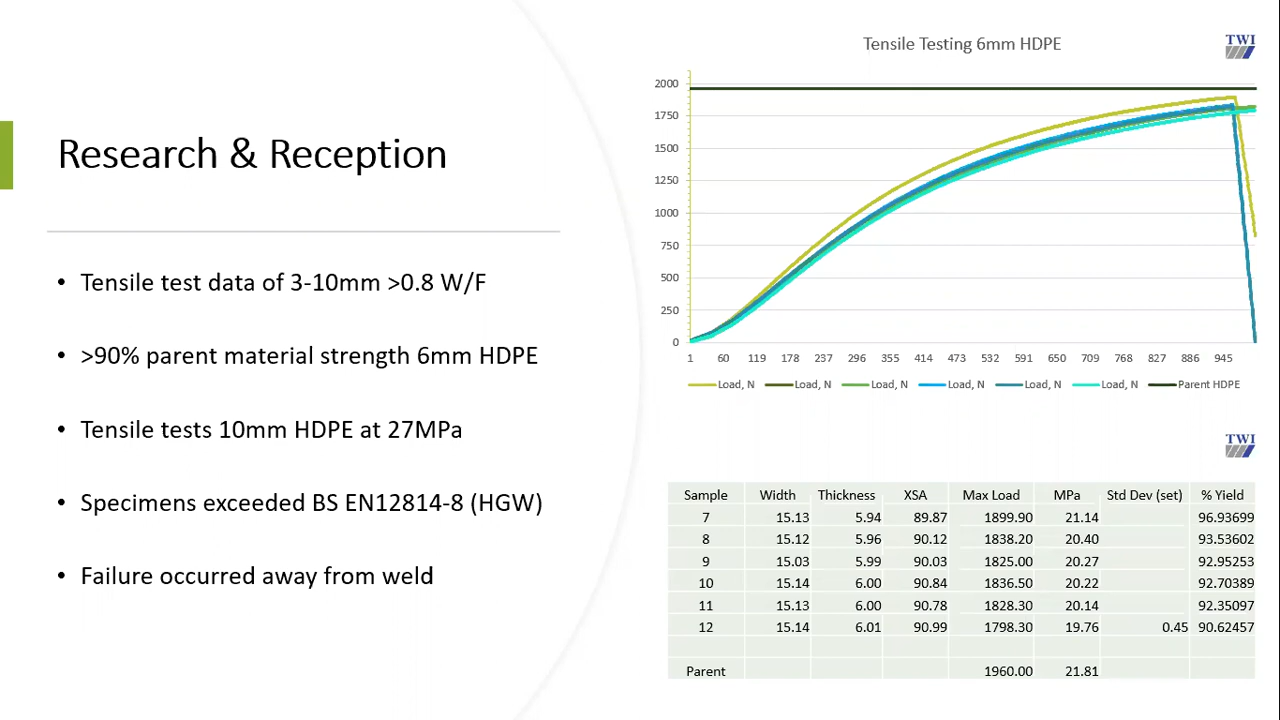 Research & Reception
• Tensile test data of 3-10mm >0.8 W/F
• >90% parent material strength 6mm HDPE
• Tensile tests 10mm HDPE at 27MPa
• Specimens exceeded BS EN12814-8 (HGW)
• Failure occurred away from weld
Tensile Testing 6mm HDPE
TWI
2000
1750
1500
1250
1000
750
500
250
0
1 60 119 178 237 296 355 414 473 532 591 650 709 768 827 886 945
Load, N Load, N Load, N Load, N Load, N Load, N Parent HDPE
TWI
Sample Width Thickness XSA Max Load MPa Std Dev (set) % Yield
7 15.13 5.94 89.87 1899.90 21.14 96.93699
8 15.12 5.96 90.12 1838.20 20.40 93.53602
9 15.03 5.99 90.03 1825.00 20.27 92.95253
10 15.14 6.00 90.84 1836.50 20.22 92.70389
11 15.13 6.00 90.78 1828.30 20.14 92.35097
12 15.14 6.01 90.99 1798.30 19.76 0.45 90.62457
Parent 1960.00 21.81